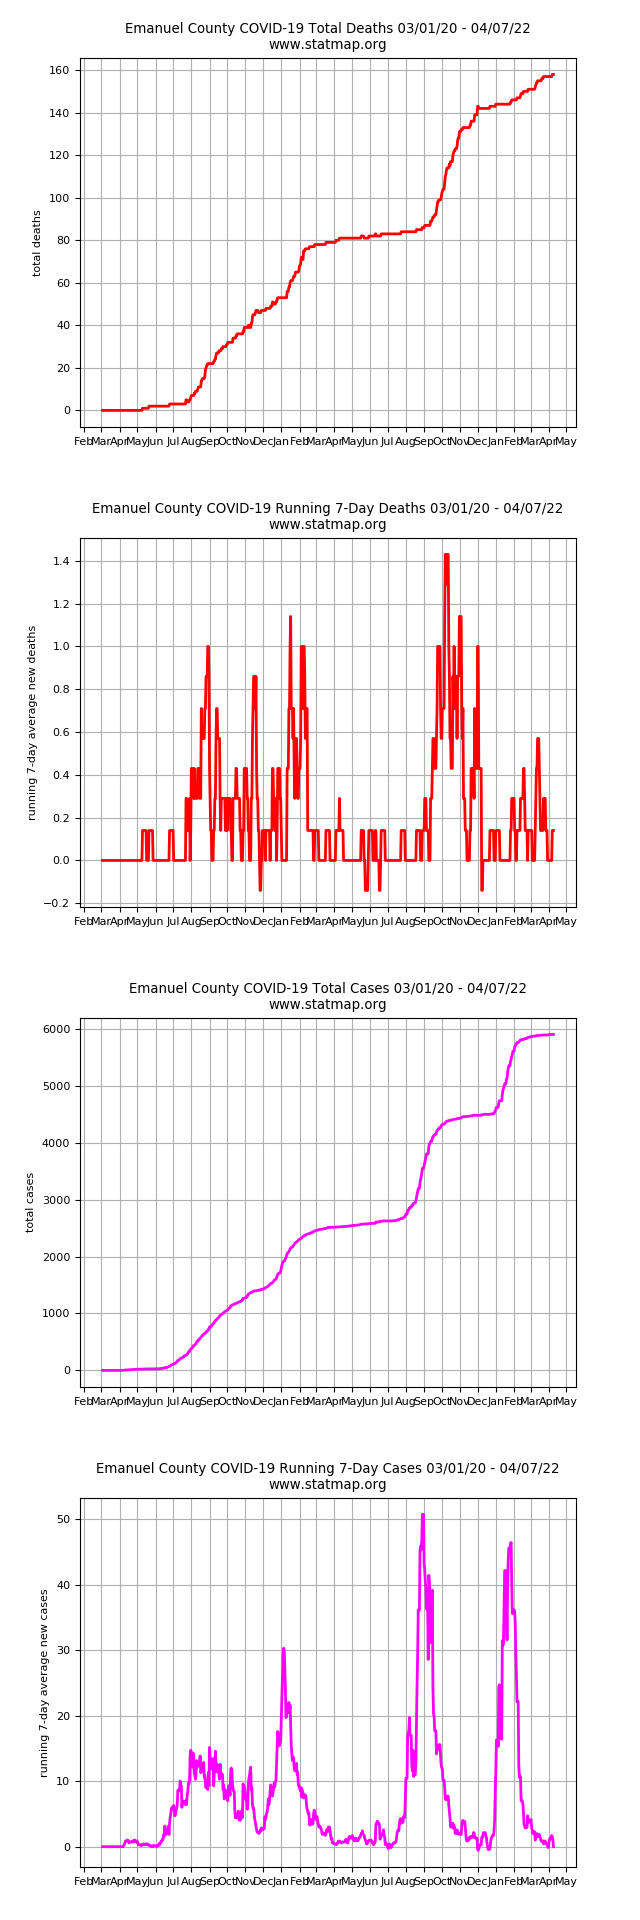 Emanuel County COVID-19 Total Deaths 03/01/20 - 04/07/22
www.statmap.org
160
140
120
100
80
60
40
20
0
total deaths
Feb Mar Apr May Jun Jul Aug Sep Oct Nov Dec Jan Feb Mar Apr May Jun Jul Aug Sep Oct Nov Dec Jan Feb Mar Apr May
Emanuel County COVID-19 Running 7-Day Deaths 03/01/20 - 04/07/22
www.statmap.org
1.4
1.2
1.0
0.8
0.6
0.4
0.2
0.0
−0.2
running 7-day average new deaths
Feb Mar Apr May Jun Jul Aug Sep Oct Nov Dec Jan Feb Mar Apr May Jun Jul Aug Sep Oct Nov Dec Jan Feb Mar Apr May
Emanuel County COVID-19 Total Cases 03/01/20 - 04/07/22
www.statmap.org
6000
5000
4000
3000
2000
1000
0
total cases
Feb Mar Apr May Jun Jul Aug Sep Oct Nov Dec Jan Feb Mar Apr May Jun Jul Aug Sep Oct Nov Dec Jan Feb Mar Apr May
Emanuel County COVID-19 Running 7-Day Cases 03/01/20 - 04/07/22
www.statmap.org
50
40
30
20
10
0
running 7-day average new cases
Feb Mar Apr May Jun Jul Aug Sep Oct Nov Dec Jan Feb Mar Apr May Jun Jul Aug Sep Oct Nov Dec Jan Feb Mar Apr May